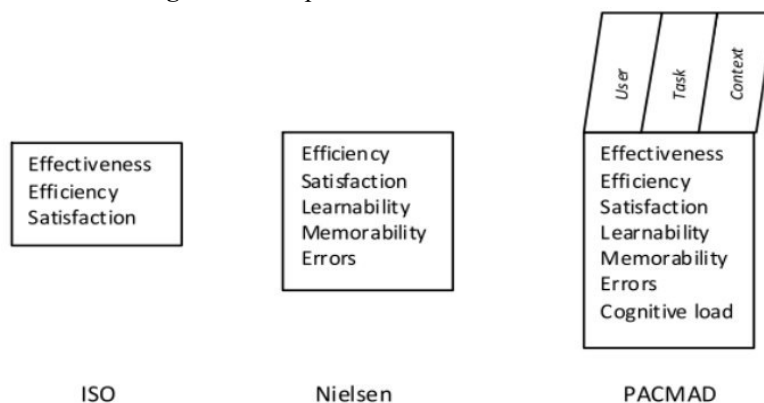 User
Task
Context
Effectiveness
Efficiency
Satisfaction
Efficiency
Satisfaction
Learnability
Memorability
Errors
Effectiveness
Efficiency
Satisfaction
Learnability
Memorability
Errors
Cognitive load
ISO
Nielsen
PACMAD